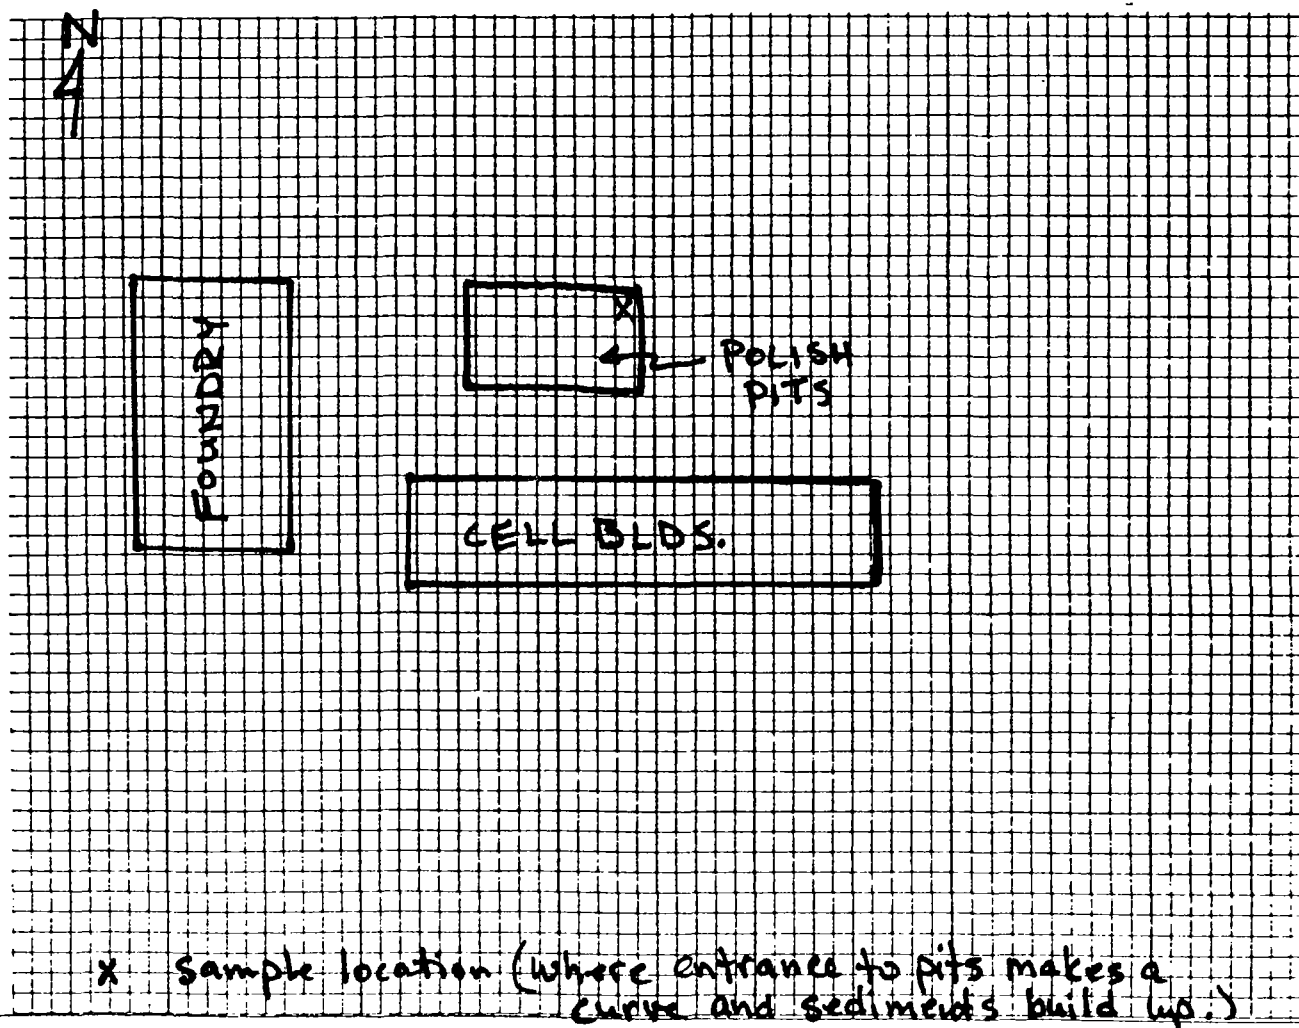 N
FOUNDRY
X
POLISH
PITS
CELL BLDS.
X Sample location (where entrance to pits makes a
curve and sediments build up.)